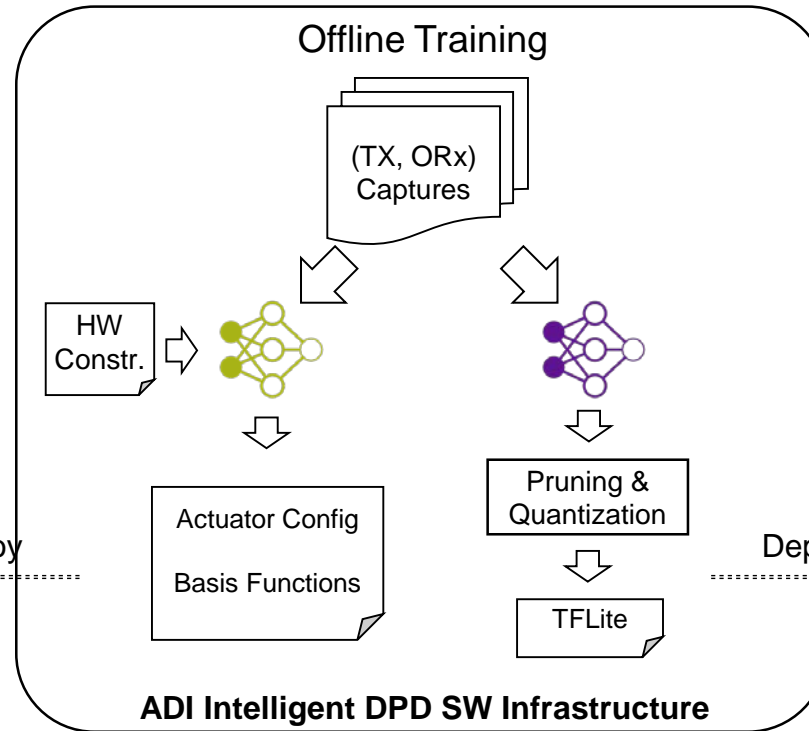 Offline Training
(TX, ORx)
Captures
HW
Constr.
Pruning &
Quantization
Actuator Config
Basis Functions
TFLite
ADI Intelligent DPD SW Infrastructure